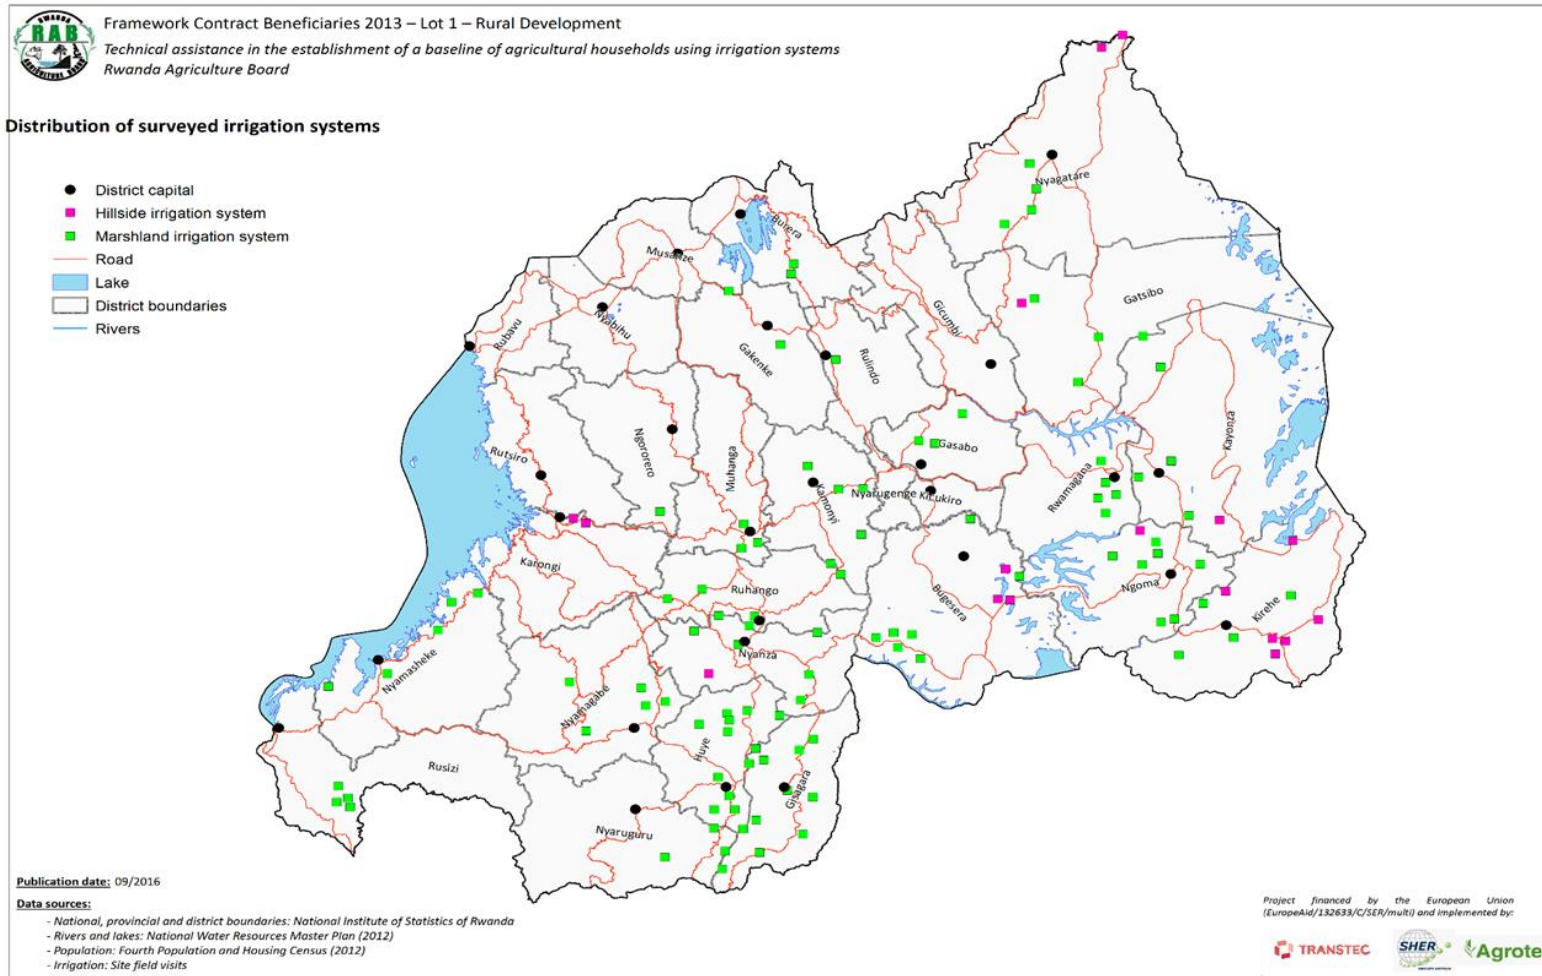 RWANDA
RAB
AGRICULTURE BOARD
Framework Contract Beneficiaries 2013 – Lot 1 – Rural Development
Technical assistance in the establishment of a baseline of agricultural households using irrigation systems
Rwanda Agriculture Board
Distribution of surveyed irrigation systems
District capital
Hillside irrigation system
Marshland irrigation system
Road
Lake
District boundaries
Rivers
Nyagatare
Burera
Musanze
Gatsibo
Gicumbi
Nyabihu
Rubavu
Gakenke
Rulindo
Kayonza
Gasabo
Ngororero
Rutsiro
Muhanga
Rwamagana
Kamonyi
Nyarugenge
Kicukiro
Karongi
Ngoma
Ruhango
Bugesera
Kirehe
Nyanza
Nyamasheke
Nyamagabe
Huye
Rusizi
Gisagara
Nyaruguru
Publication date: 09/2016
Data sources:
- National, provincial and district boundaries: National Institute of Statistics of Rwanda
- Rivers and lakes: National Water Resources Master Plan (2012)
- Population: Fourth Population and Housing Census (2012)
- Irrigation: Site field visits
Project financed by the European Union
(EuropeAid/132633/C/SER/multi) and implemented by:
TRANSTEC
SHER
Agrote